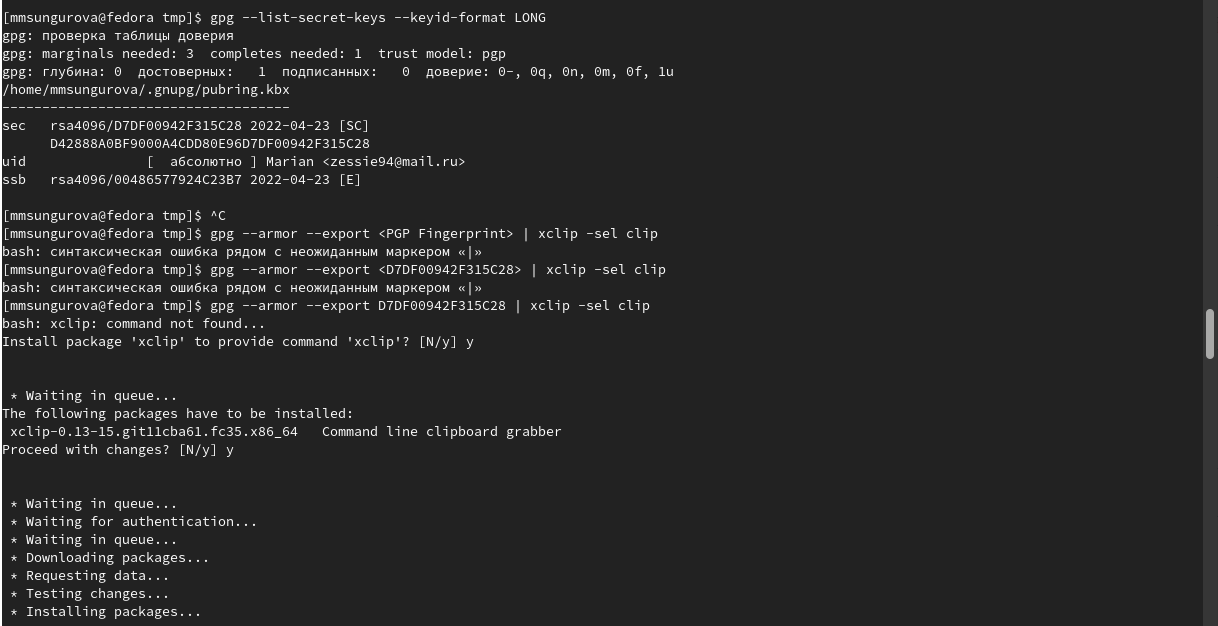 [mmsungurova@fedora tmp]$ gpg --list-secret-keys --keyid-format LONG
gpg: проверка таблицы доверия
gpg: marginals needed: 3  completes needed: 1  trust model: pgp
gpg: глубина: 0  достоверных:   1  подписанных:   0  доверие: 0-, 0q, 0n, 0m, 0f, 1u
/home/mmsungurova/.gnupg/pubring.kbx
------------------------------------
sec   rsa4096/D7DF00942F315C28 2022-04-23 [SC]
      D42888A0BF9000A4CDD80E96D7DF00942F315C28
uid               [  абсолютно ] Marian <zessie94@mail.ru>
ssb   rsa4096/00486577924C23B7 2022-04-23 [E]
[mmsungurova@fedora tmp]$ ^C
[mmsungurova@fedora tmp]$ gpg --armor --export <PGP Fingerprint> | xclip -sel clip
bash: синтаксическая ошибка рядом с неожиданным маркером «|»
[mmsungurova@fedora tmp]$ gpg --armor --export <D7DF00942F315C28> | xclip -sel clip
bash: синтаксическая ошибка рядом с неожиданным маркером «|»
[mmsungurova@fedora tmp]$ gpg --armor --export D7DF00942F315C28 | xclip -sel clip
bash: xclip: command not found...
Install package 'xclip' to provide command 'xclip'? [N/y] y
 * Waiting in queue...
The following packages have to be installed:
 xclip-0.13-15.git11cba61.fc35.x86_64   Command line clipboard grabber
Proceed with changes? [N/y] y
 * Waiting in queue...
 * Waiting for authentication...
 * Waiting in queue...
 * Downloading packages...
 * Requesting data...
 * Testing changes...
 * Installing packages...